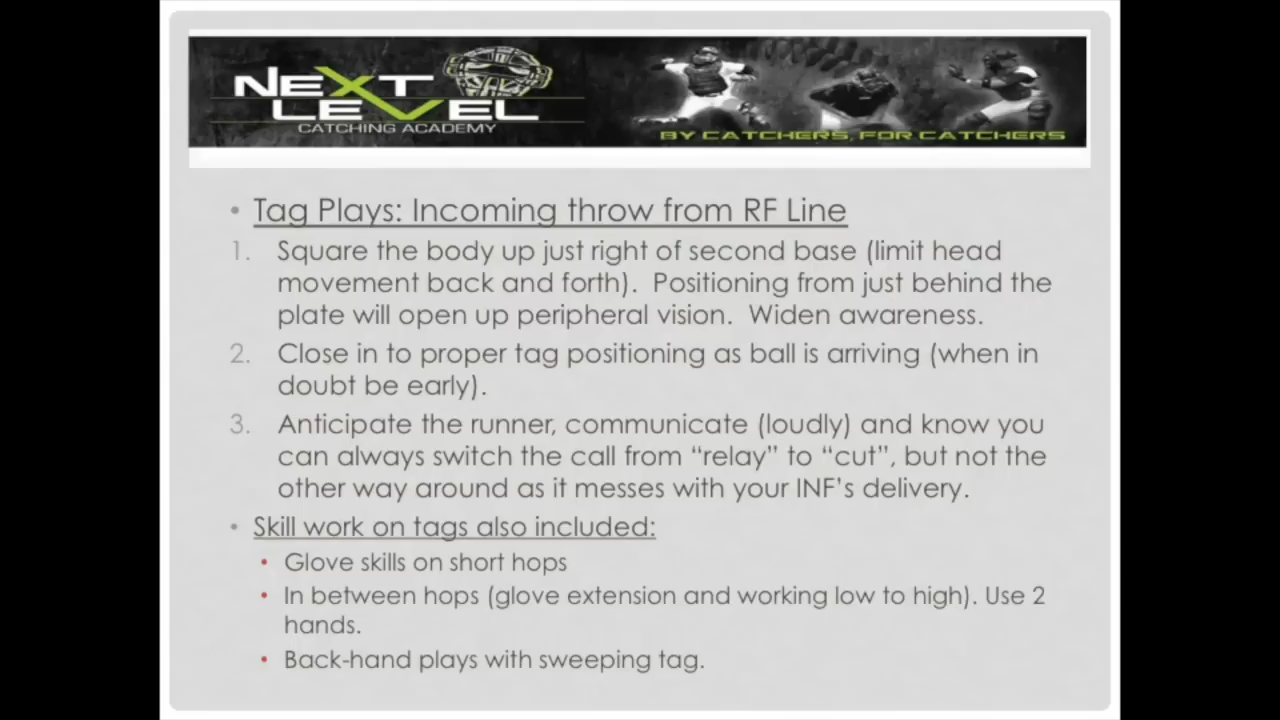 NEXT
LEVEL
CATCHING ACADEMY
BY CATCHERS, FOR CATCHERS
• Tag Plays: Incoming throw from RF Line
1. Square the body up just right of second base (limit head
movement back and forth).  Positioning from just behind the
plate will open up peripheral vision.  Widen awareness.
2. Close in to proper tag positioning as ball is arriving (when in
doubt be early).
3. Anticipate the runner, communicate (loudly) and know you
can always switch the call from “relay” to “cut”, but not the
other way around as it messes with your INF’s delivery.
• Skill work on tags also included:
• Glove skills on short hops
• In between hops (glove extension and working low to high). Use 2
hands.
• Back-hand plays with sweeping tag.